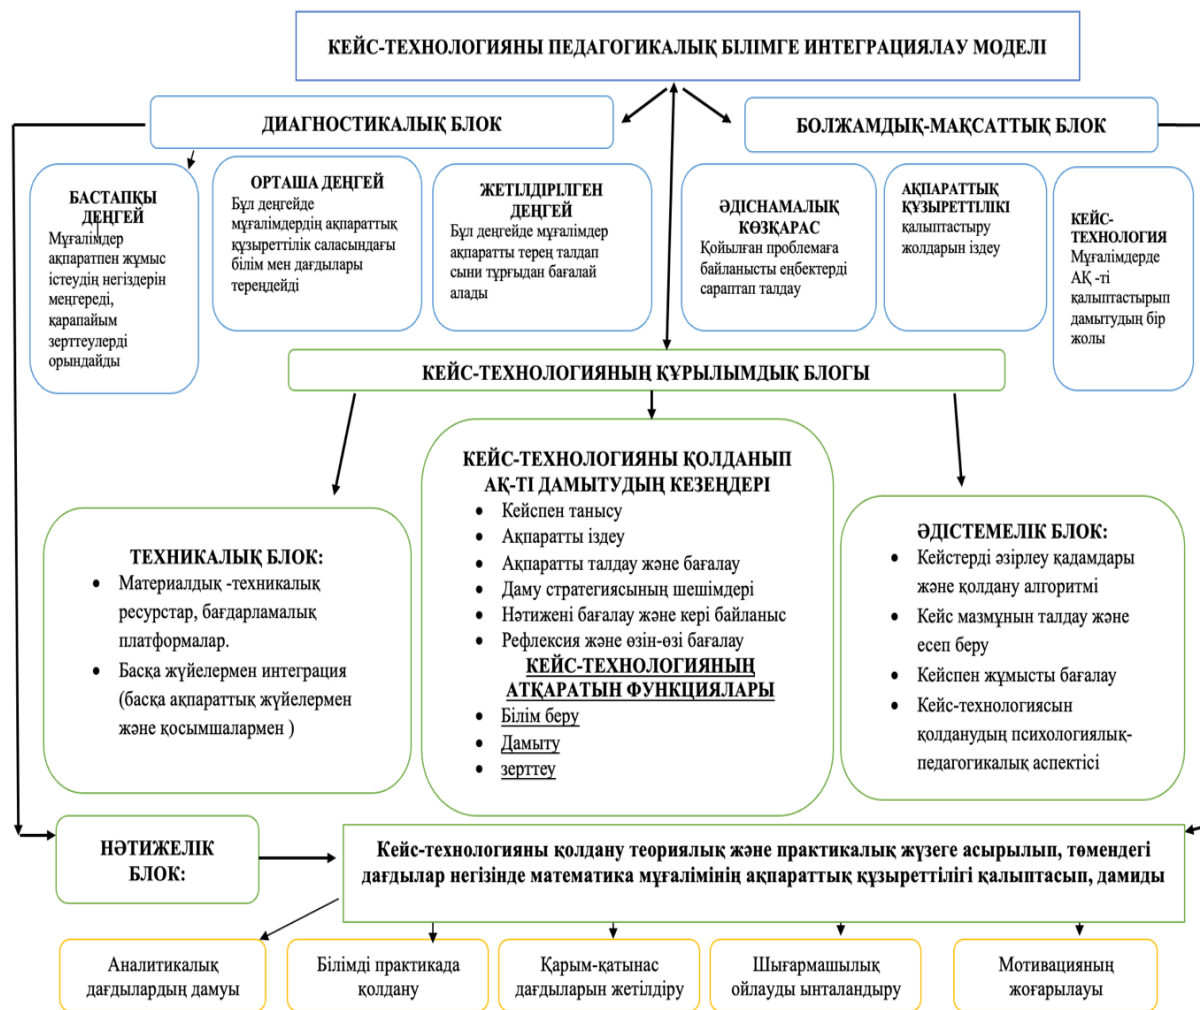 КЕЙС-ТЕХНОЛОГИЯНЫ ПЕДАГОГИКАЛЫҚ БІЛІМГЕ ИНТЕГРАЦИЯЛАУ МОДЕЛІ
ДИАГНОСТИКАЛЫҚ БЛОК
БОЛЖАМДЫҚ-МАҚСАТТЫҚ БЛОК
БАСТАПҚЫ
ДЕҢГЕЙ
Мұғалімдер
ақпаратпен жұмыс
істеудің негіздерін
меңгереді,
қарапайым
зерттеулерді
орындайды
ОРТАША ДЕҢГЕЙ
Бұл деңгейде
мұғалімдердің ақпараттық
құзыреттілік саласындағы
білім мен дағдылары
тереңдейді
ЖЕТІЛДІРІЛГЕН
ДЕҢГЕЙ
Бұл деңгейде мұғалімдер
ақпаратты терең талдап
сыни тұрғыдан бағалай
алады
ӘДІСНАМАЛЫҚ
КӨЗҚАРАС
Қойылған проблемаға
байланысты еңбектерді
сараптап талдау
АҚПАРАТТЫҚ
ҚҰЗЫРЕТТІЛІКІ
қалыптастыру
жолдарын іздеу
КЕЙС-
ТЕХНОЛОГИЯ
Мұғалімдерде
АҚ -ті
қалыптастырып
дамытудың бір
жолы
КЕЙС-ТЕХНОЛОГИЯНЫҢ ҚҰРЫЛЫМДЫҚ БЛОГЫ
ТЕХНИКАЛЫҚ БЛОК:
• Материалдық -техникалық
ресурстар, бағдарламалық
платформалар.
• Басқа жүйелермен интеграция
(басқа ақпараттық жүйелермен
және қосымшалармен )
КЕЙС-ТЕХНОЛОГИЯНЫ ҚОЛДАНЫП
АҚ-ТІ ДАМЫТУДЫҢ КЕЗЕҢДЕРІ
• Кейспен танысу
• Ақпаратты іздеу
• Ақпаратты талдау және бағалау
• Даму стратегиясының шешімдері
• Нәтижені бағалау және кері байланыс
• Рефлексия және өзін-өзі бағалау
КЕЙС-ТЕХНОЛОГИЯНЫҢ
АТҚАРАТЫН ФУНКЦИЯЛАРЫ
• Білім беру
• Дамыту
• зерттеу
ӘДІСТЕМЕЛІК БЛОК:
• Кейстерді әзірлеу қадамдары
және қолдану алгоритмі
• Кейс мазмұнын талдау және
есеп беру
• Кейспен жұмысты бағалау
• Кейс-технологиясын
қолданудың психологиялық-
педагогикалық аспектісі
НӘТИЖЕЛІК
БЛОК:
Кейс-технологияны қолдану теориялық және практикалық жүзеге асырылып, төмендегі
дағдылар негізінде математика мұғалімінің ақпараттық құзыреттілігі қалыптасып, дамиды
Аналитикалық
дағдылардың дамуы
Білімді практикада
қолдану
Қарым-қатынас
дағдыларын жетілдіру
Шығармашылық
ойлауды ынталандыру
Мотивацияның
жоғарылауы